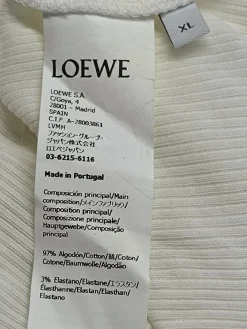 XL
LOEWE
LOEWE S.A.
C/Goya, 4
28001 - Madrid
SPAIN
C.I.F. A-28003861
LVMH
ファッション・グループ・
ジャパン株式会社
ロエベジャパン
03-6215-6116
Made in Portugal
Composición principal/Main
composition/メインファブリック/
Composition principal/
Composizione principale/
Hauptgewebe/Composição
principal
97% Algodón/Cotton/綿/Coton/
Cotone/Baumwolle/Algodão
3% Elastano/Elastane/エラスタン/
Élasthanne/Elastan/Elasthan/
Elastano